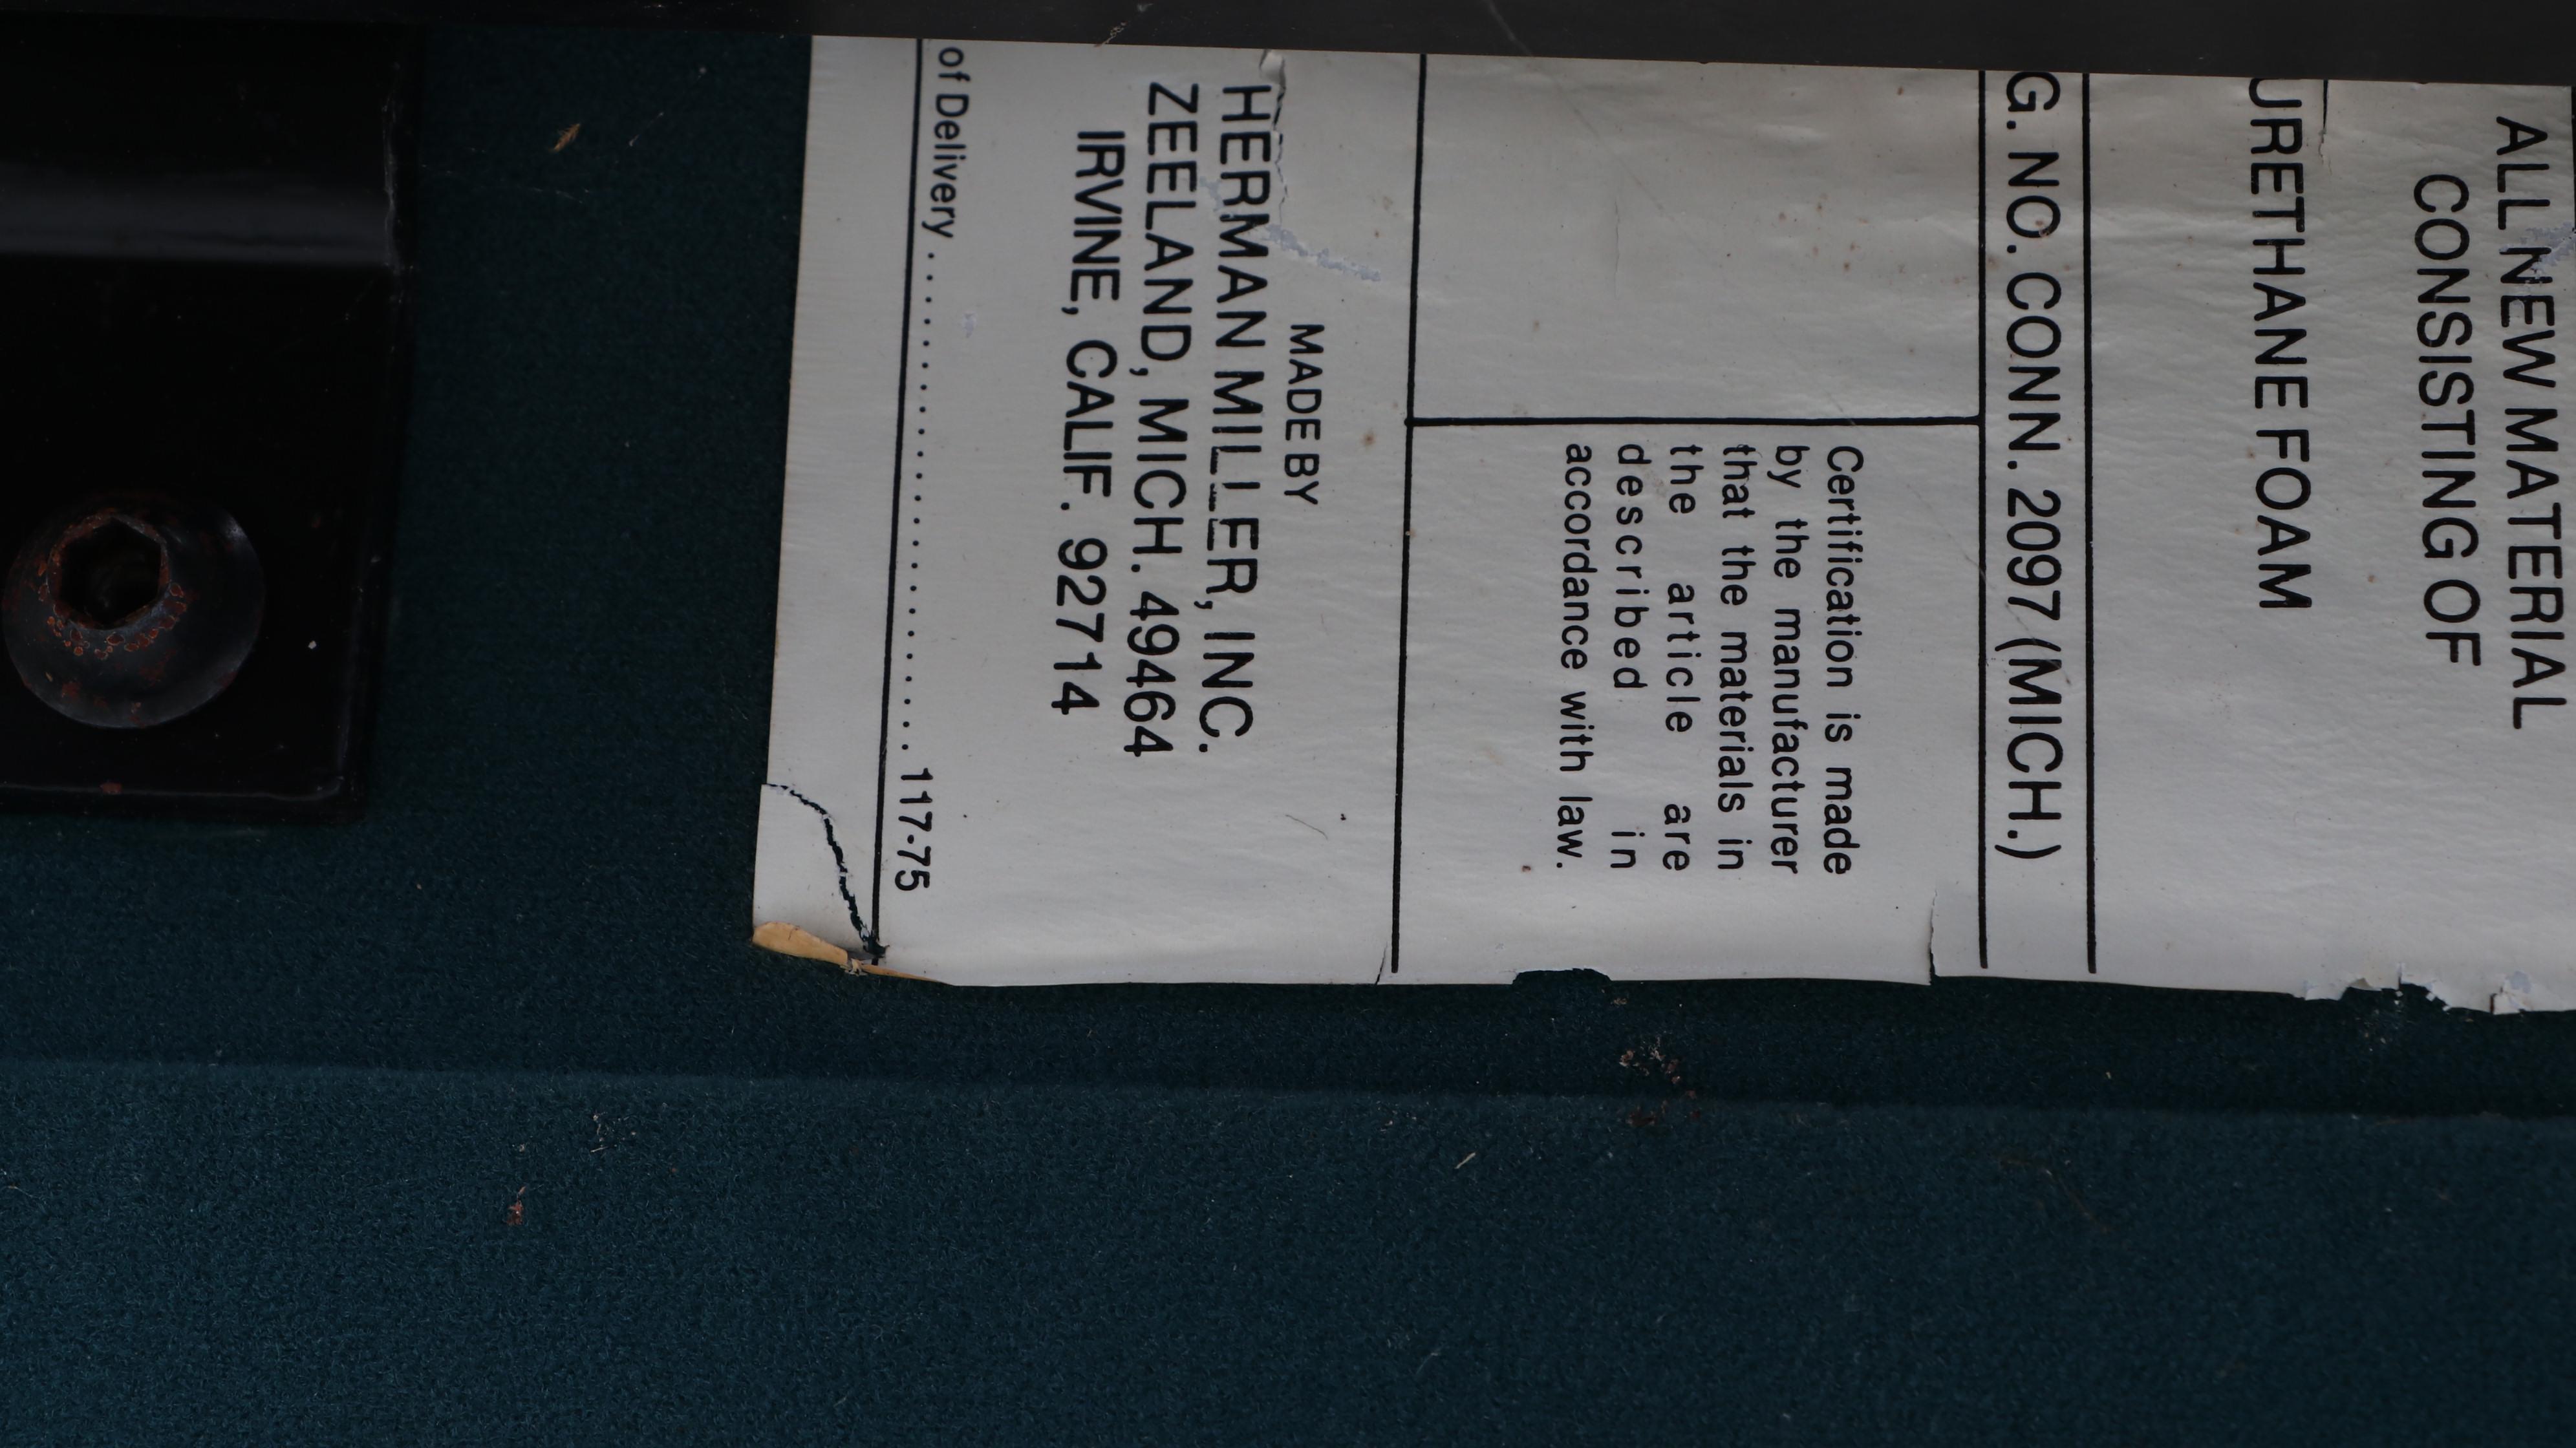 ALL NEW MATERIAL
CONSISTING OF
URETHANE FOAM
G. NO. CONN. 2097 (MICH.)
Certification is made
by the manufacturer
that the materials in
the article are
described in
accordance with law.
MADE BY
HERMAN MILLER, INC.
ZEELAND, MICH. 49464
IRVINE, CALIF. 92714
of Delivery .......................... 117-75